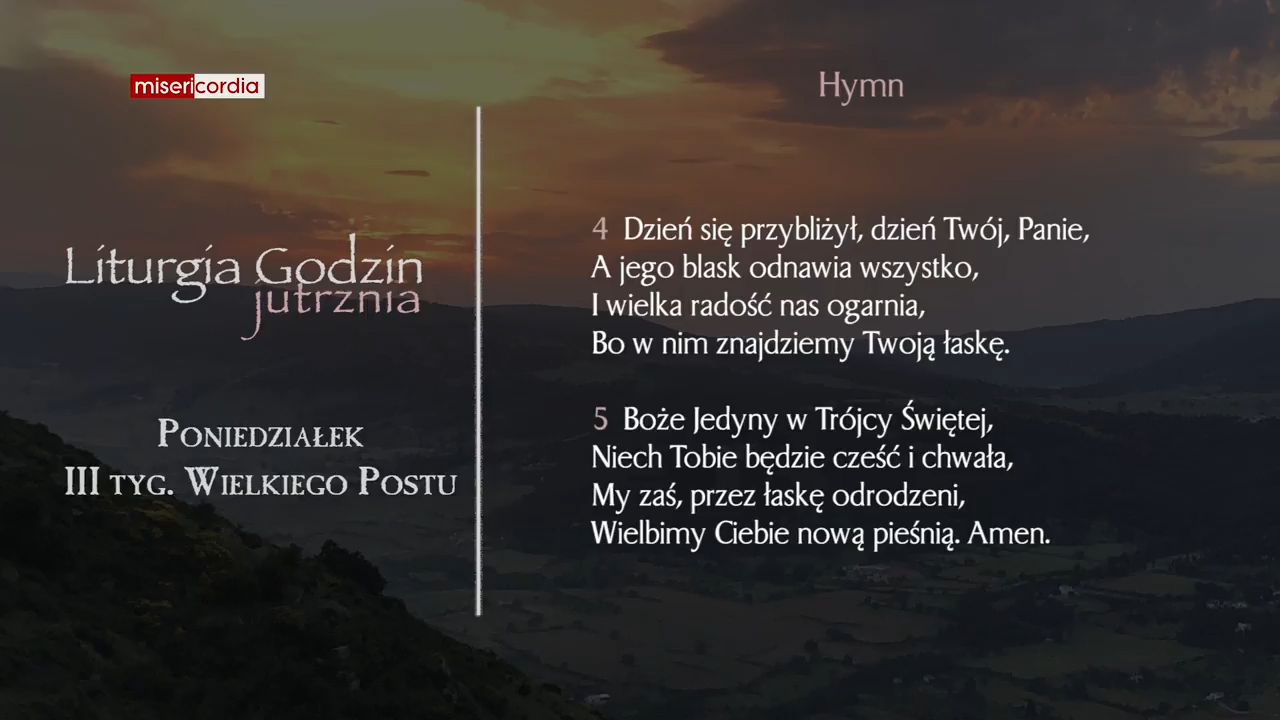 misericordia
Liturgia Godzin
jutrznia
Poniedziałek
III tyg. Wielkiego Postu
Hymn
4 Dzień się przybliżył, dzień Twój, Panie,
A jego blask odnawia wszystko,
I wielka radość nas ogarnia,
Bo w nim znajdziemy Twoją łaskę.
5 Boże Jedyny w Trójcy Świętej,
Niech Tobie będzie cześć i chwała,
My zaś, przez łaskę odrodzeni,
Wielbimy Ciebie nową pieśnią. Amen.